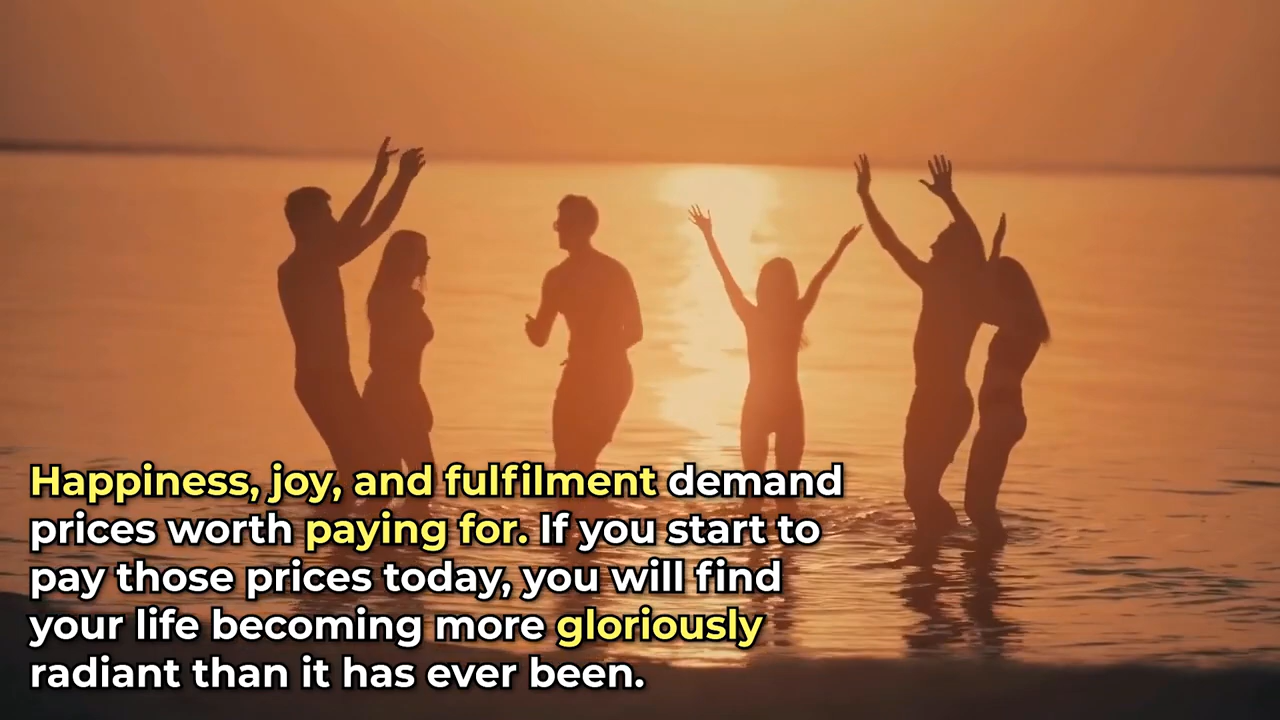 Happiness, joy, and fulfilment demand
prices worth paying for. If you start to
pay those prices today, you will find
your life becoming more gloriously
radiant than it has ever been.